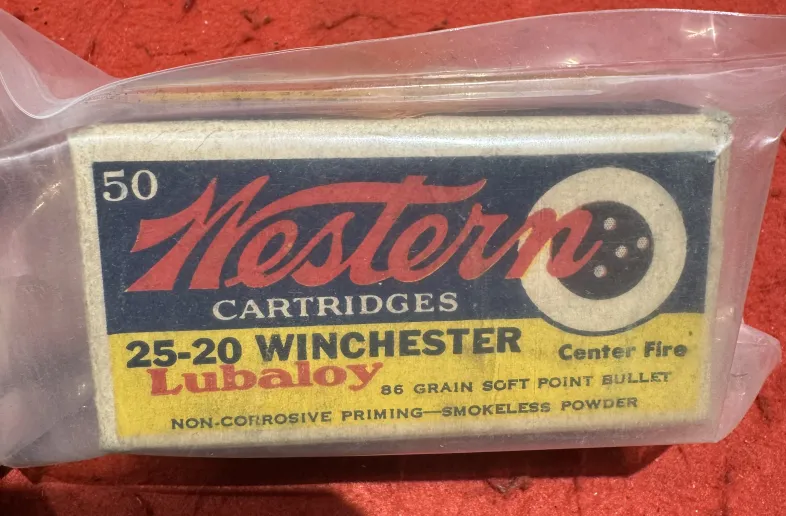 50
Western
CARTRIDGES
25-20 WINCHESTER
Center Fire
Lubaloy
86 GRAIN SOFT POINT BULLET
NON-CORROSIVE PRIMING—SMOKELESS POWDER